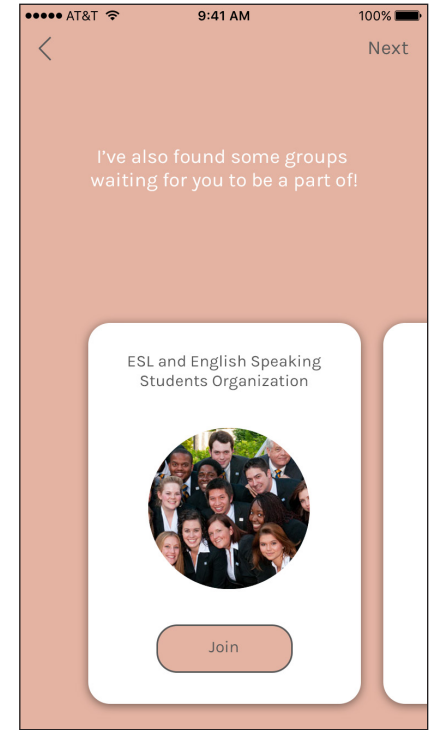 AT&T 9:41 AM 100%
Next
I’ve also found some groups
waiting for you to be a part of!
ESL and English Speaking
Students Organization
Join